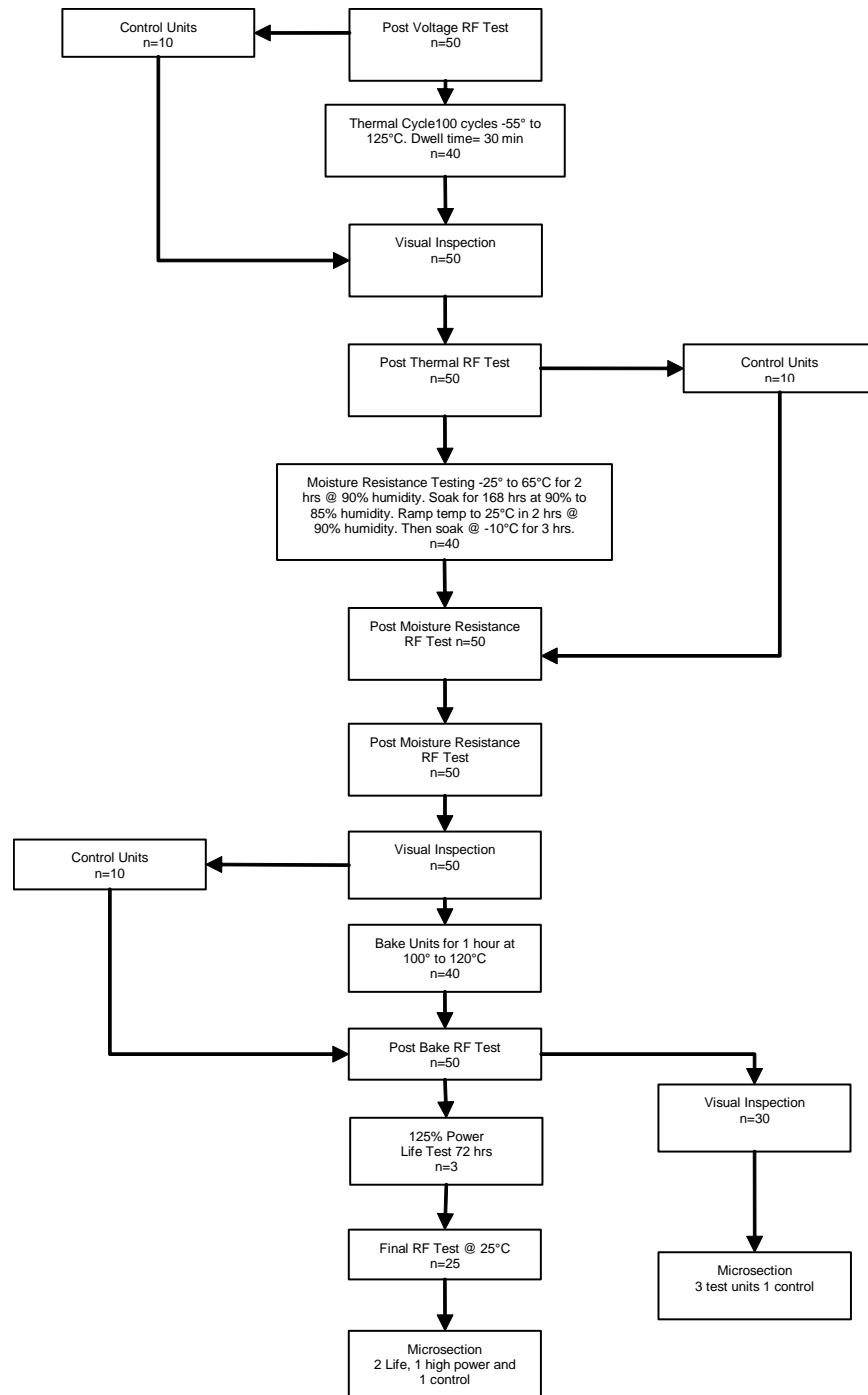 Control Units
n=10
Post Voltage RF Test
n=50
Thermal Cycle100 cycles -55° to
125°C. Dwell time= 30 min
n=40
Visual Inspection
n=50
Post Thermal RF Test
n=50
Control Units
n=10
Moisture Resistance Testing -25° to 65°C for 2
hrs @ 90% humidity. Soak for 168 hrs at 90% to
85% humidity. Ramp temp to 25°C in 2 hrs @
90% humidity. Then soak @ -10°C for 3 hrs.
n=40
Post Moisture Resistance
RF Test n=50
Post Moisture Resistance
RF Test
n=50
Visual Inspection
n=50
Control Units
n=10
Bake Units for 1 hour at
100° to 120°C
n=40
Post Bake RF Test
n=50
Visual Inspection
n=30
125% Power
Life Test 72 hrs
n=3
Final RF Test @ 25°C
n=25
Microsection
3 test units 1 control
Microsection
2 Life, 1 high power and
1 control